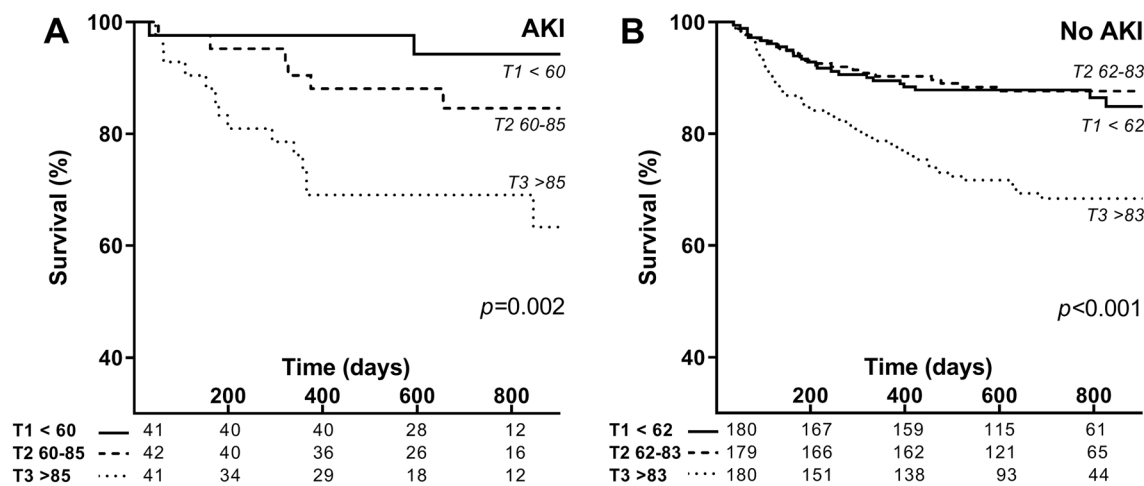 A
AKI
100
80
60
40
Survival (%)
T1 < 60
T2 60-85
T3 >85
p=0.002
Time (days)
200 400 600 800
T1 < 60 41 40 40 28 12
T2 60-85 42 40 36 26 16
T3 >85 41 34 29 18 12
B
No AKI
100
80
60
40
Survival (%)
T2 62-83
T1 < 62
T3 >83
p<0.001
Time (days)
200 400 600 800
T1 < 62 180 167 159 115 61
T2 62-83 179 166 162 121 65
T3 >83 180 151 138 93 44